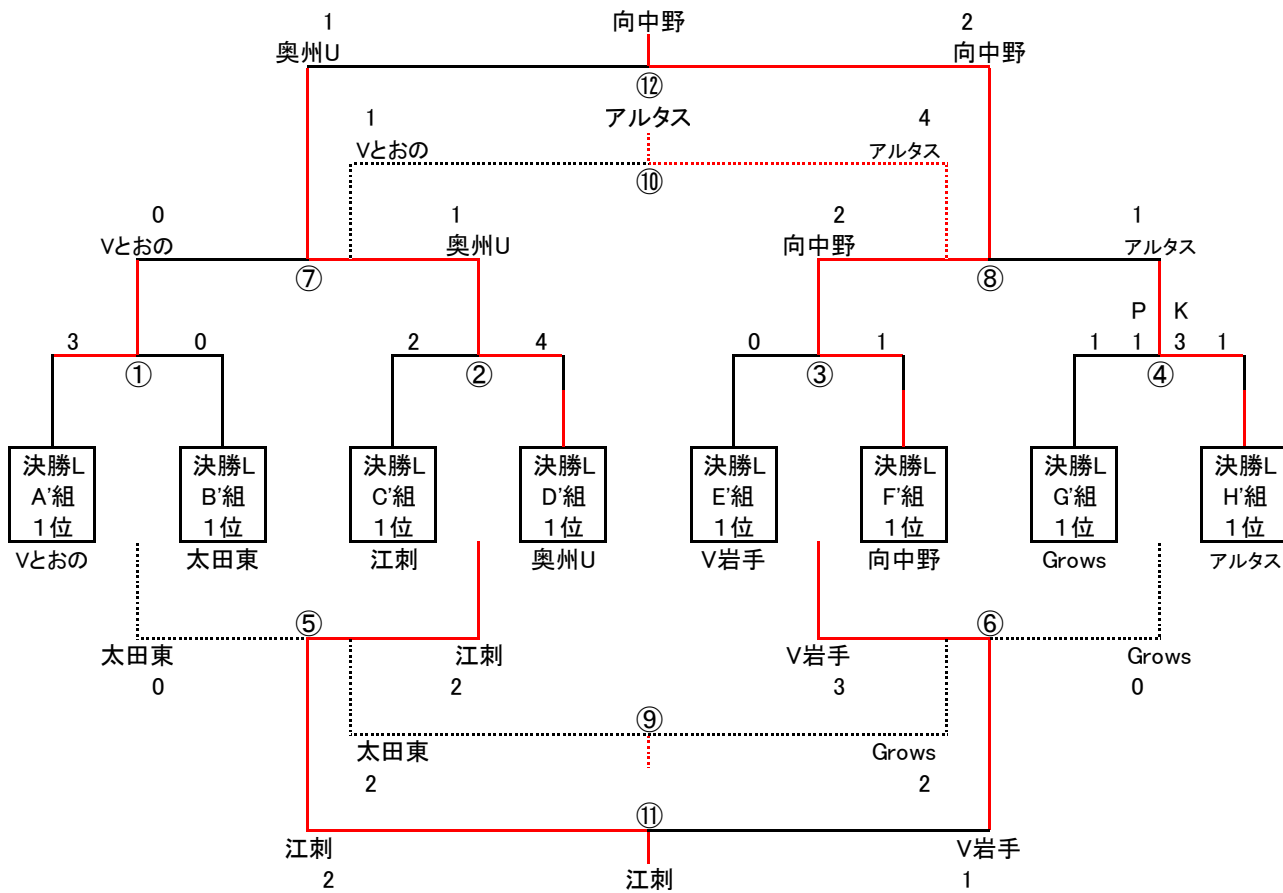 1 向中野 2
奥州U 向中野
⑫
1 アルタス 4
Vとおの アルタス
⑩
0 1 2 1
Vとおの 奥州U 向中野 アルタス
⑦ ⑧
P K
3 0 2 4 0 1 1 1 3 1
① ② ③ ④
決勝L 決勝L 決勝L 決勝L 決勝L 決勝L 決勝L 決勝L
A'組 B'組 C'組 D'組 E'組 F'組 G'組 H'組
1位 1位 1位 1位 1位 1位 1位 1位
Vとおの 太田東 江刺 奥州U V岩手 向中野 Grows アルタス
⑤ ⑥
太田東 江刺 V岩手 Grows
0 2 3 0
⑨
太田東 Grows
2 2
⑪
江刺 V岩手
2 江刺 1